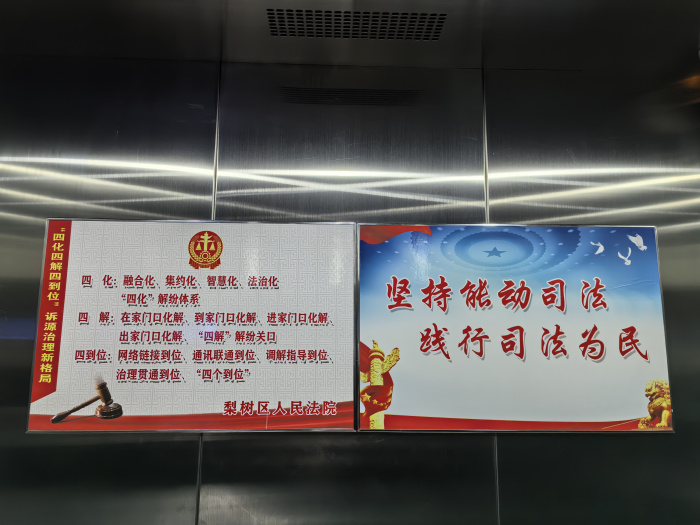 “四化四解四到位”诉源治理新格局
四　化：融合化、集约化、智慧化、法治化
“四化”解纷体系
四　解：在家门口化解、到家门口化解、进家门口化解、
出家门口化解、“四解”解纷关口
四到位：网络链接到位、通讯联通到位、调解指导到位、
治理贯通到位、“四个到位”
梨树区人民法院
坚持能动司法
践行司法为民